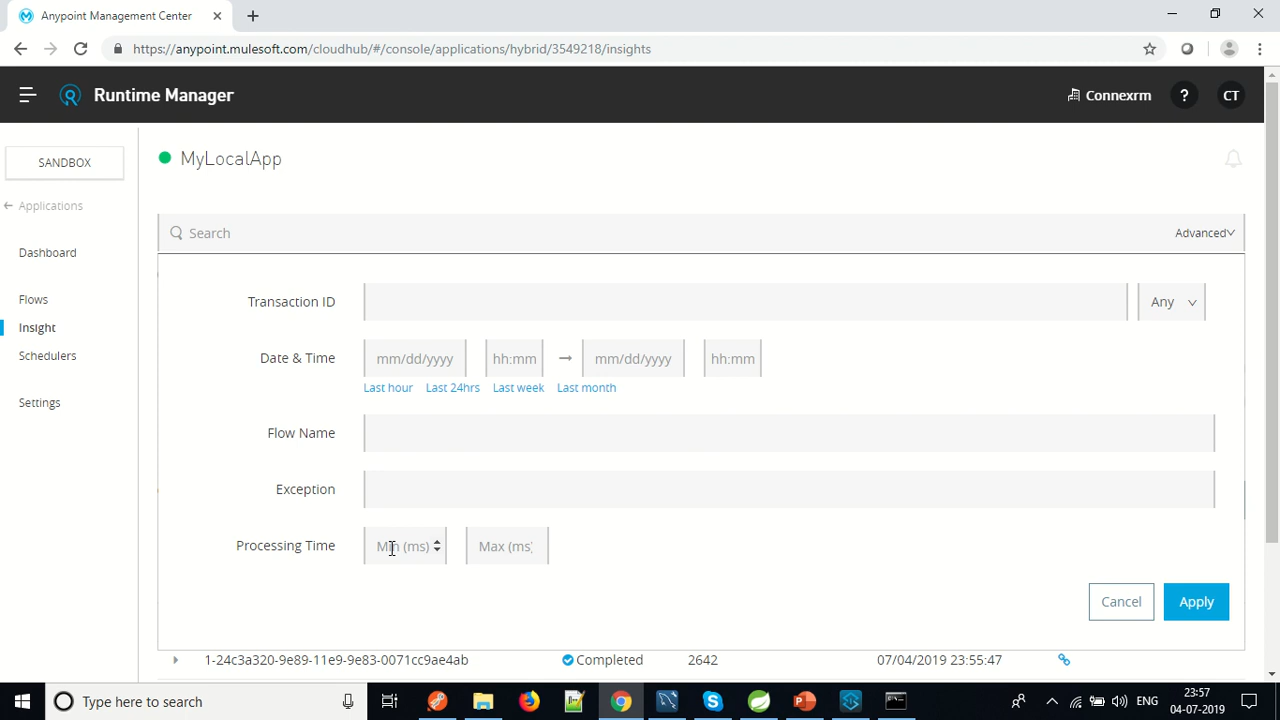 Anypoint Management Center
https://anypoint.mulesoft.com/cloudhub/#/console/applications/hybrid/3549218/insights
Runtime Manager
Connexrm ? CT
SANDBOX
MyLocalApp
Applications
Search Advanced
Dashboard
Transaction ID Any
Flows
Insight
Schedulers
Date & Time mm/dd/yyyy hh:mm → mm/dd/yyyy hh:mm
Last hour Last 24hrs Last week Last month
Settings
Flow Name
Exception
Processing Time Min (ms) Max (ms)
Cancel Apply
1-24c3a320-9e89-11e9-9e83-0071cc9ae4ab Completed 2642 07/04/2019 23:55:47
Type here to search
ENG
23:57
04-07-2019